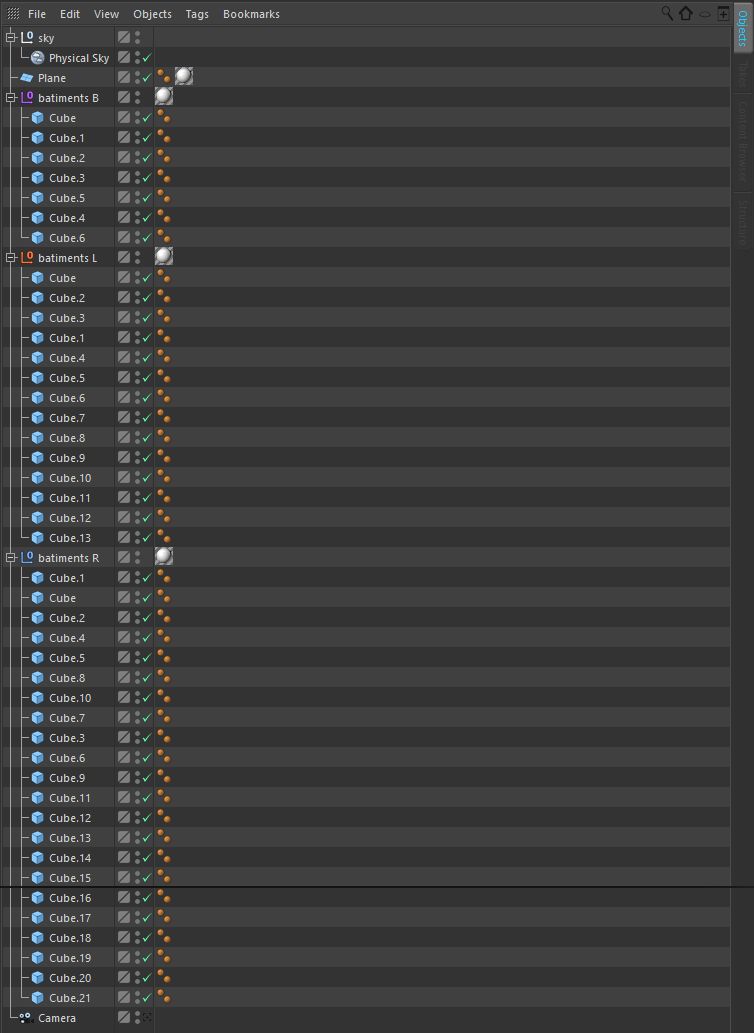 File Edit View Objects Tags Bookmarks
Objects
Takes
Content Browser
Structure
sky
Physical Sky
Plane
batiments B
Cube
Cube.1
Cube.2
Cube.3
Cube.5
Cube.4
Cube.6
batiments L
Cube
Cube.2
Cube.3
Cube.1
Cube.4
Cube.5
Cube.6
Cube.7
Cube.8
Cube.9
Cube.10
Cube.11
Cube.12
Cube.13
batiments R
Cube.1
Cube
Cube.2
Cube.4
Cube.5
Cube.8
Cube.10
Cube.7
Cube.3
Cube.6
Cube.9
Cube.11
Cube.12
Cube.13
Cube.14
Cube.15
Cube.16
Cube.17
Cube.18
Cube.19
Cube.20
Cube.21
Camera